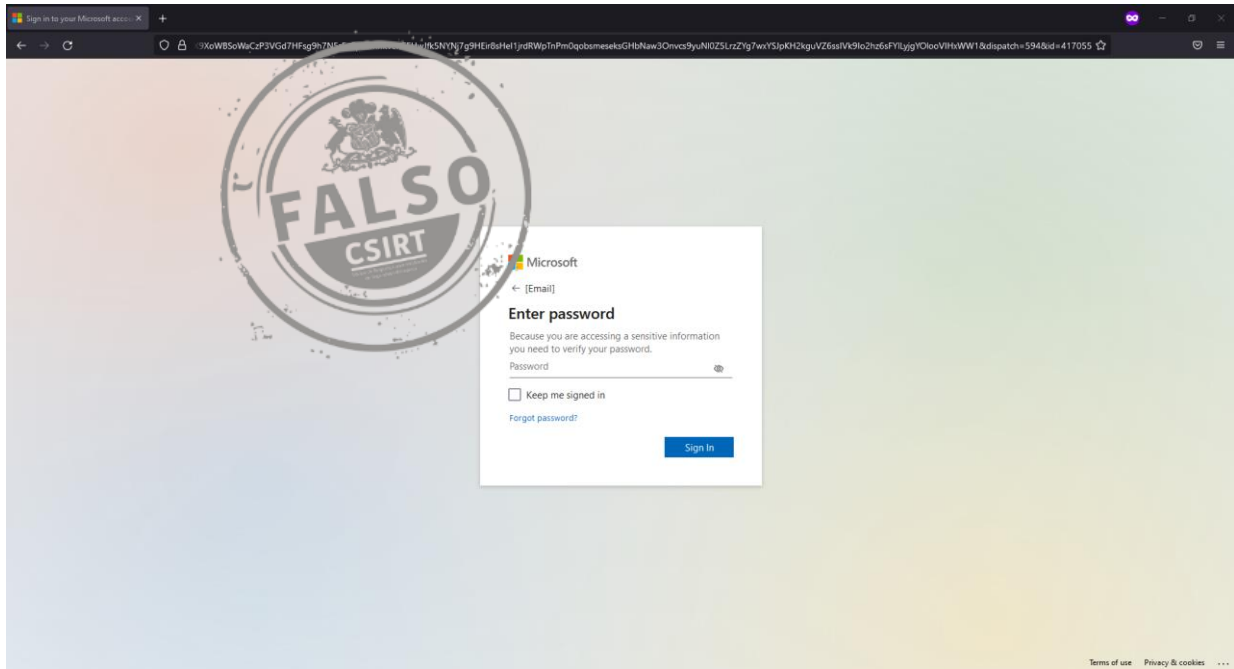 Sign in to your Microsoft accou
FALSO
CSIRT
Microsoft
← [Email]
Enter password
Because you are accessing a sensitive information
you need to verify your password.
Password
Keep me signed in
Forgot password?
Sign In
Terms of use Privacy & cookies ...